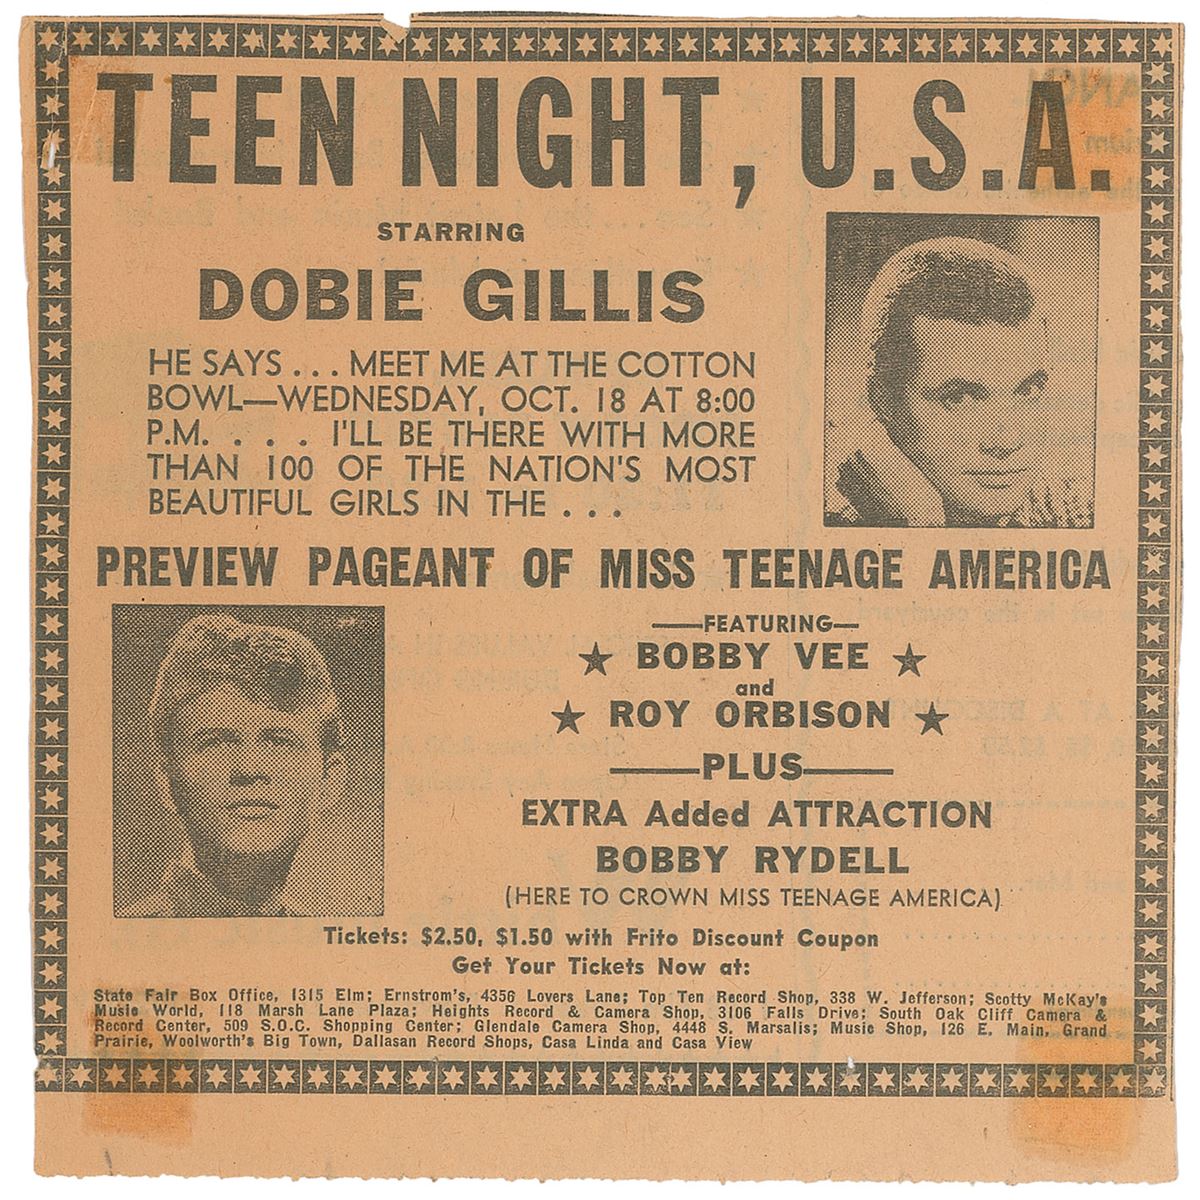 TEEN NIGHT, U.S.A.
STARRING
DOBIE GILLIS
HE SAYS . . . MEET ME AT THE COTTON
BOWL—WEDNESDAY, OCT. 18 AT 8:00
P.M. . . . . I'LL BE THERE WITH MORE
THAN 100 OF THE NATION'S MOST
BEAUTIFUL GIRLS IN THE . . .
PREVIEW PAGEANT OF MISS TEENAGE AMERICA
—FEATURING—
★ BOBBY VEE ★
and
★ ROY ORBISON ★
—PLUS—
EXTRA Added ATTRACTION
BOBBY RYDELL
(HERE TO CROWN MISS TEENAGE AMERICA)
Tickets: $2.50, $1.50 with Frito Discount Coupon
Get Your Tickets Now at:
State Fair Box Office, 1315 Elm; Ernstrom's, 4356 Lovers Lane; Top Ten Record Shop, 338 W. Jefferson; Scotty McKay's
Music World, 118 Marsh Lane Plaza; Heights Record & Camera Shop, 3106 Falls Drive; South Oak Cliff Camera &
Record Center, 509 S.O.C. Shopping Center; Glendale Camera Shop, 4448 S. Marsalis; Music Shop, 126 E. Main, Grand
Prairie, Woolworth's Big Town, Dallasan Record Shops, Casa Linda and Casa View